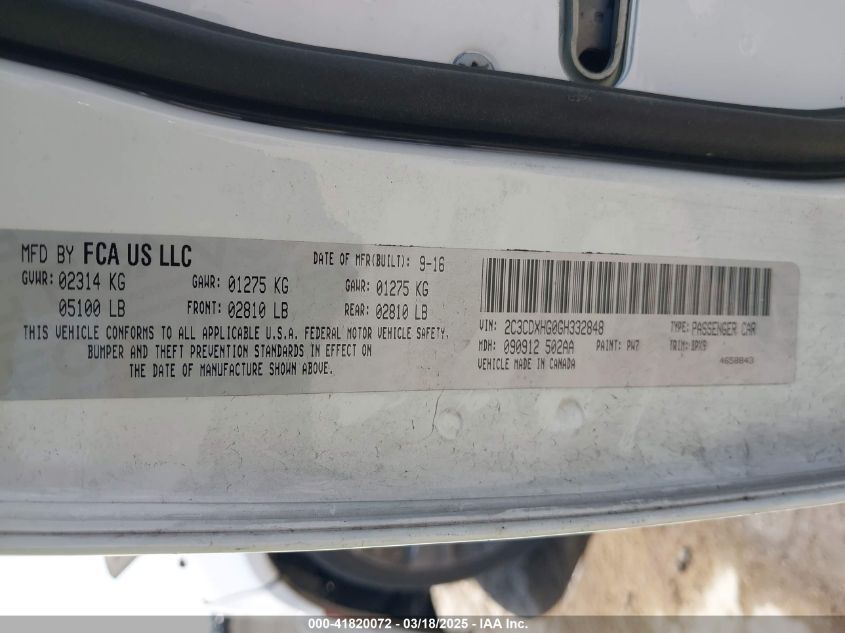 MFD BY FCA US LLC
DATE OF MFR(BUILT): 9-16
GVWR: 02314 KG GAWR: 01275 KG GAWR: 01275 KG
05100 LB FRONT: 02810 LB REAR: 02810 LB
THIS VEHICLE CONFORMS TO ALL APPLICABLE U.S.A. FEDERAL MOTOR VEHICLE SAFETY,
BUMPER AND THEFT PREVENTION STANDARDS IN EFFECT ON
THE DATE OF MANUFACTURE SHOWN ABOVE.
VIN: 2C3CDXHG0GH332848 TYPE: PASSENGER CAR
MDH: 090912 502AA PAINT: PW7 TRIM: DPX9
VEHICLE MADE IN CANADA 4658843
000-41820072 — 03/18/2025 — IAA Inc.